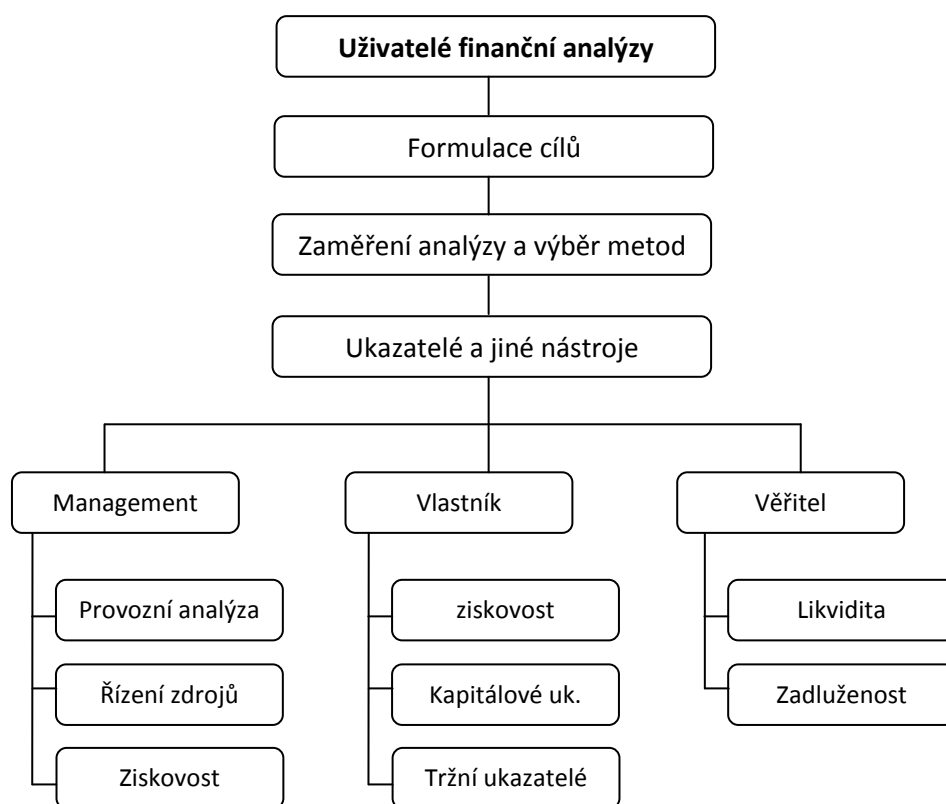 Uživatelé finanční analýzy
Formulace cílů
Zaměření analýzy a výběr metod
Ukazatelé a jiné nástroje
Management
Vlastník
Věřitel
Provozní analýza
ziskovost
Likvidita
Řízení zdrojů
Kapitálové uk.
Zadluženost
Ziskovost
Tržní ukazatelé